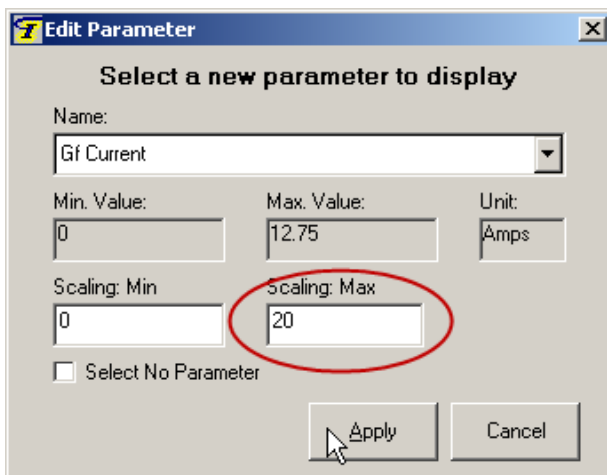 Edit Parameter
Select a new parameter to display
Name:
Gf Current
Min. Value: Max. Value: Unit:
0 12.75 Amps
Scaling: Min Scaling: Max
0 20
Select No Parameter
Apply Cancel